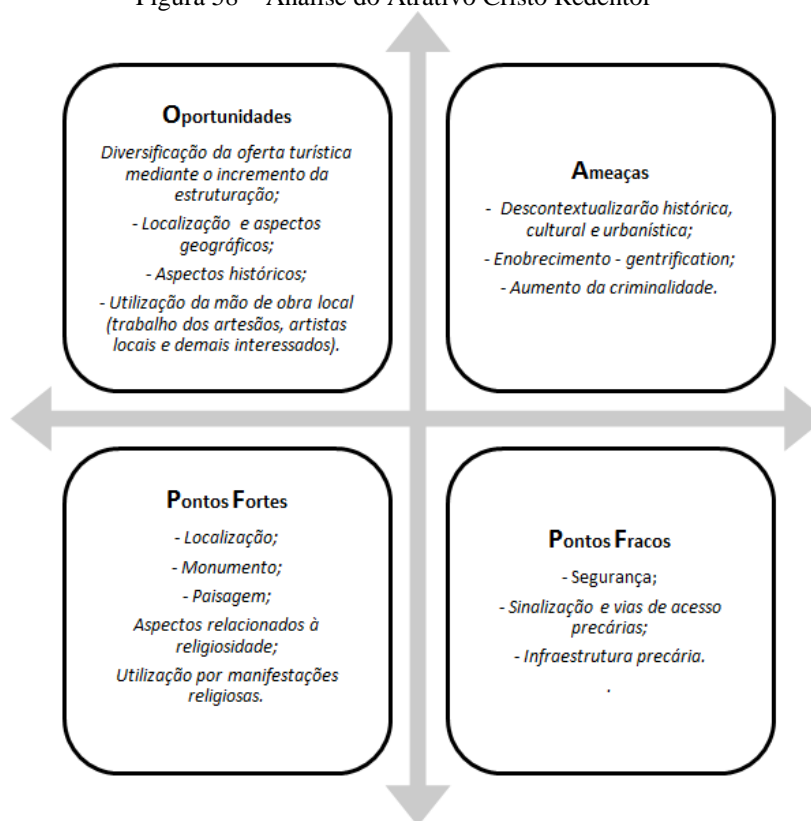 Figura 38 – Análise do Atrativo Cristo Redentor
Oportunidades
Diversificação da oferta turística
mediante o incremento da
estruturação;
- Localização e aspectos
geográficos;
- Aspectos históricos;
- Utilização da mão de obra local
(trabalho dos artesãos, artistas
locais e demais interessados).
Ameaças
- Descontextualizarão histórica,
cultural e urbanística;
- Enobrecimento - gentrification;
- Aumento da criminalidade.
Pontos Fortes
- Localização;
- Monumento;
- Paisagem;
Aspectos relacionados à
religiosidade;
Utilização por manifestações
religiosas.
Pontos Fracos
- Segurança;
- Sinalização e vias de acesso
precárias;
- Infraestrutura precária.
.